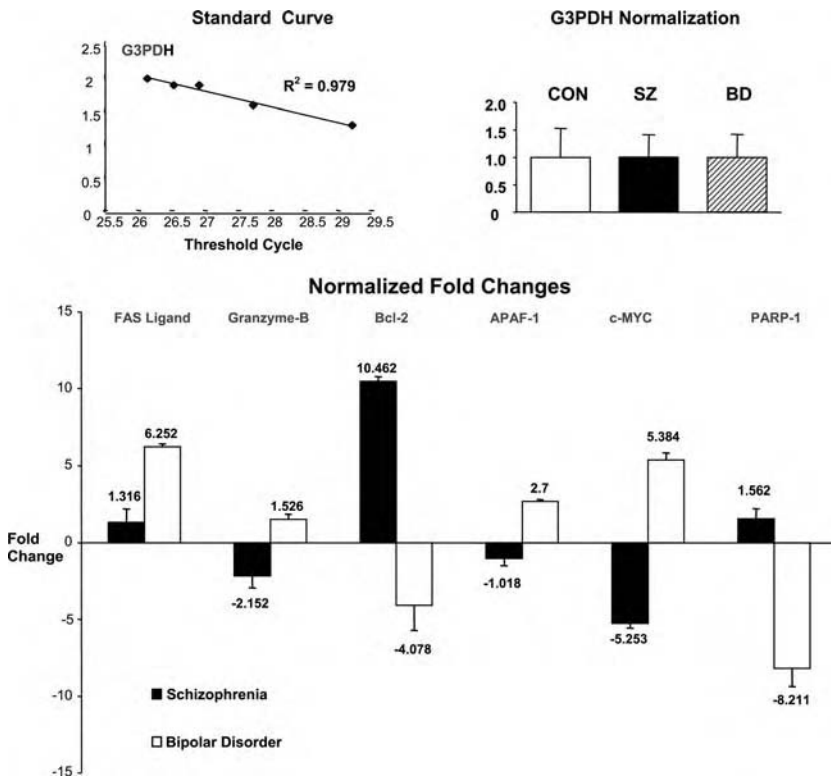 Standard Curve
G3PDH
R² = 0.979
2.5
2
1.5
1
0.5
0
25.5 26 26.5 27 27.5 28 28.5 29 29.5
Threshold Cycle
G3PDH Normalization
CON SZ BD
2.0
1.5
1.0
0.5
0
Normalized Fold Changes
FAS Ligand Granzyme-B Bcl-2 APAF-1 c-MYC PARP-1
15
10
5
0
-5
-10
-15
Fold
Change
1.316
6.252
-2.152
1.526
10.462
-4.078
-1.018
2.7
-5.253
5.384
1.562
-8.211
Schizophrenia
Bipolar Disorder